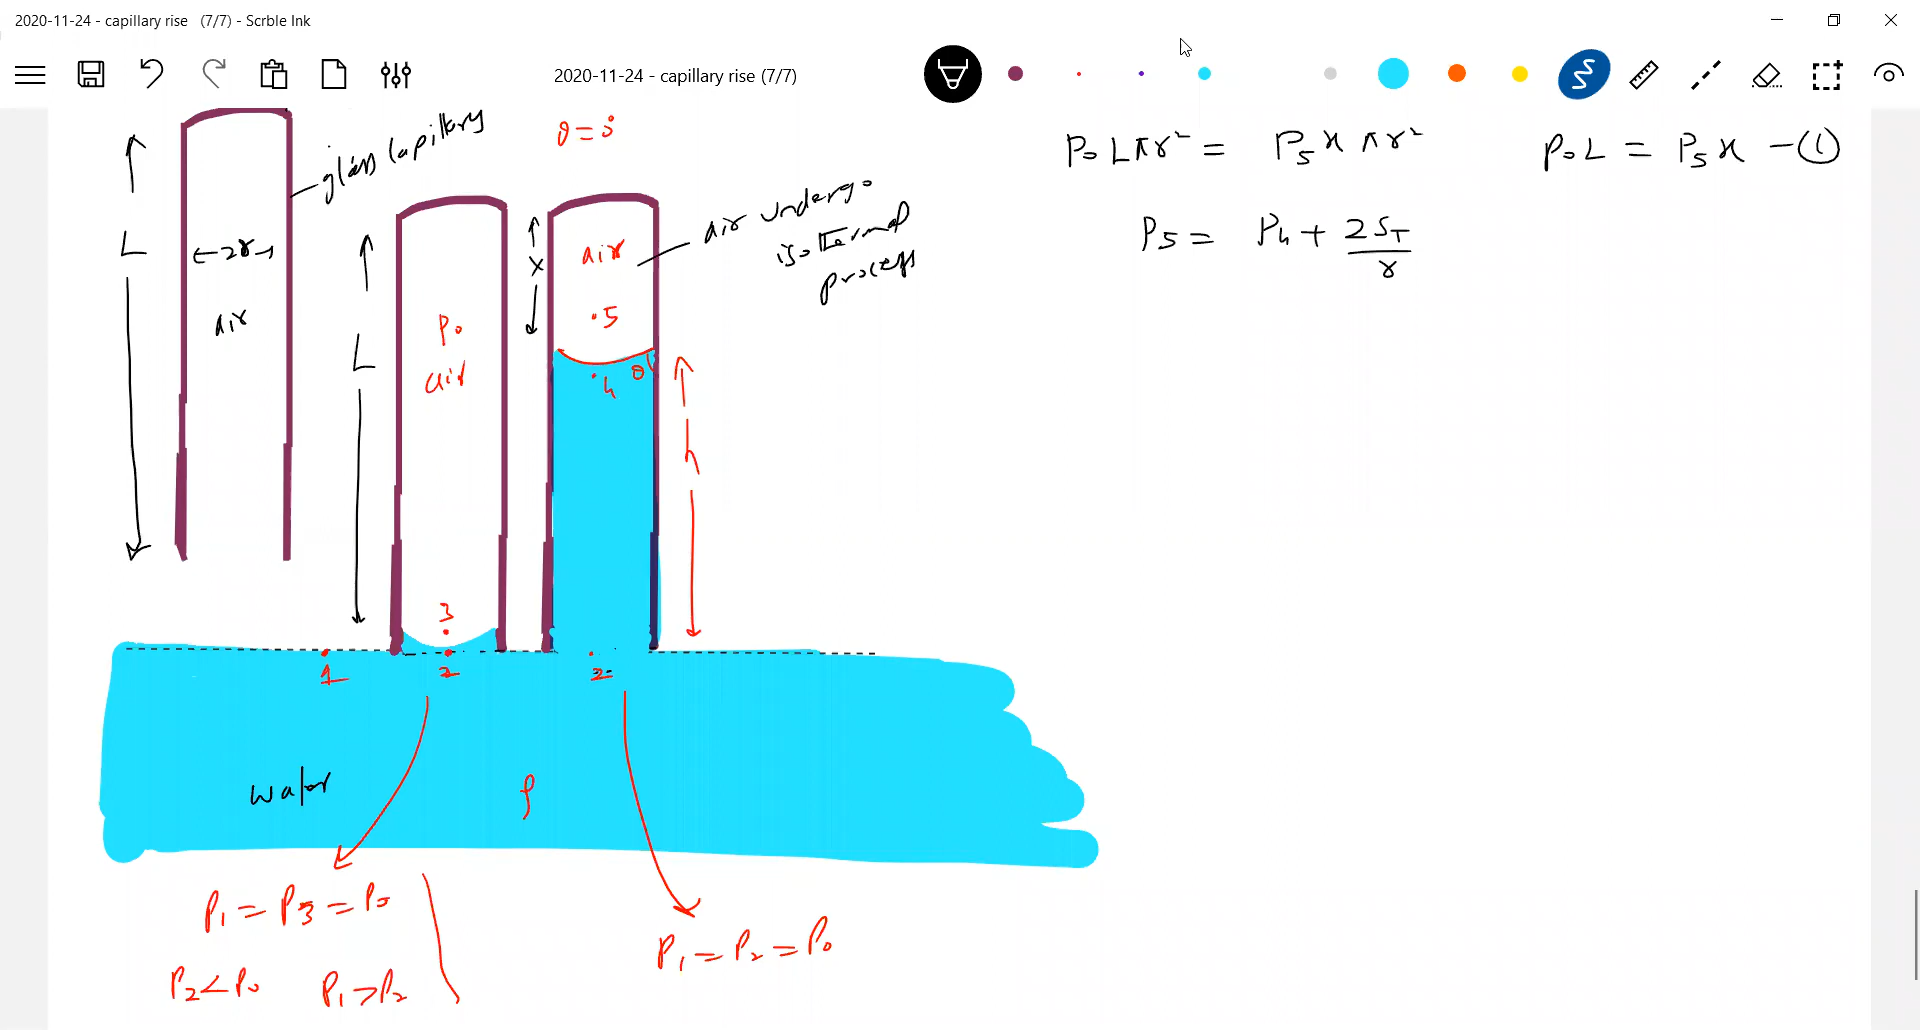 2020-11-24 - capillary rise (7/7) - Scrble Ink
2020-11-24 - capillary rise (7/7)
glass capillary
θ = 0°
L
←2r→
air
L
P₀
air
x
air
.5
.4
θ
air undergo
isothermal
process
h
P₀ L π r² = P₅ x π r²
P₀ L = P₅ x - (1)
P₅ = P₄ + 2S_T / r
3
1
2
2
water
ρ
P₁ = P₃ = P₀
P₂ < P₀ P₁ > P₂
P₁ = P₂ = P₀